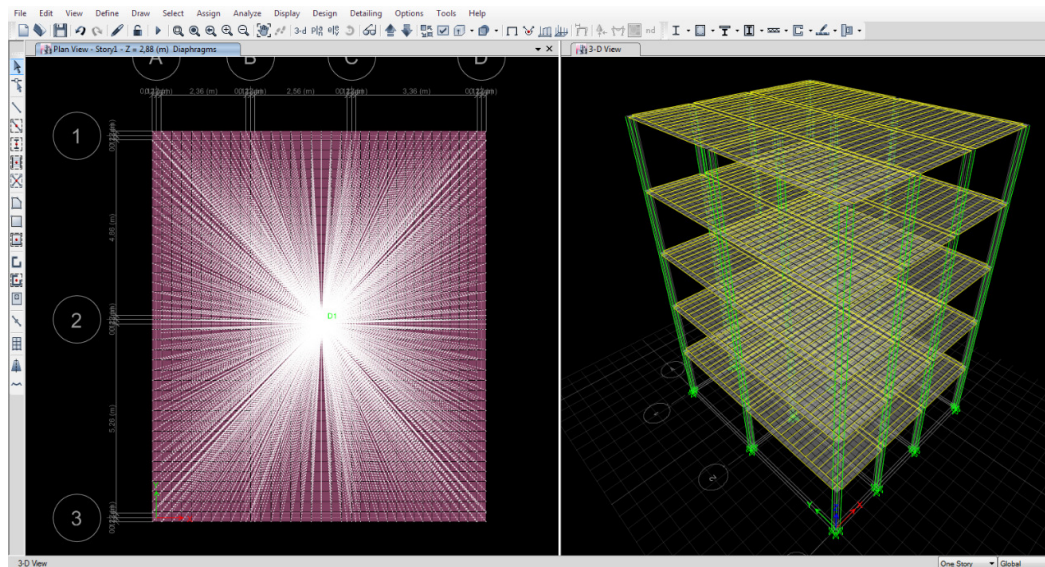 File Edit View Define Draw Select Assign Analyze Display Design Detailing Options Tools Help
3-d
nd
Plan View - Story1 - Z = 2,88 (m) Diaphragms
3-D View
A B C D
2,36 (m) 2,56 (m) 3,36 (m)
1
4,86 (m)
D1
2
5,26 (m)
3
3-D View
One Story
Global